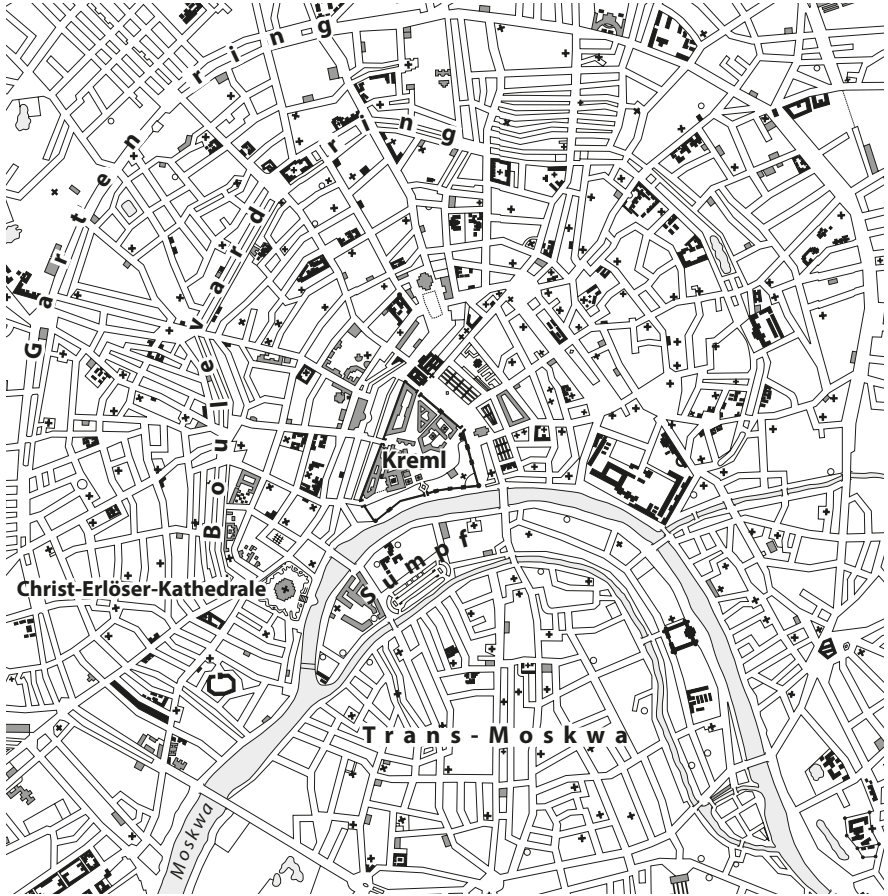 Gartenring
Boulevardring
Kreml
Sumpf
Christ-Erlöser-Kathedrale
Trans-Moskwa
Moskwa